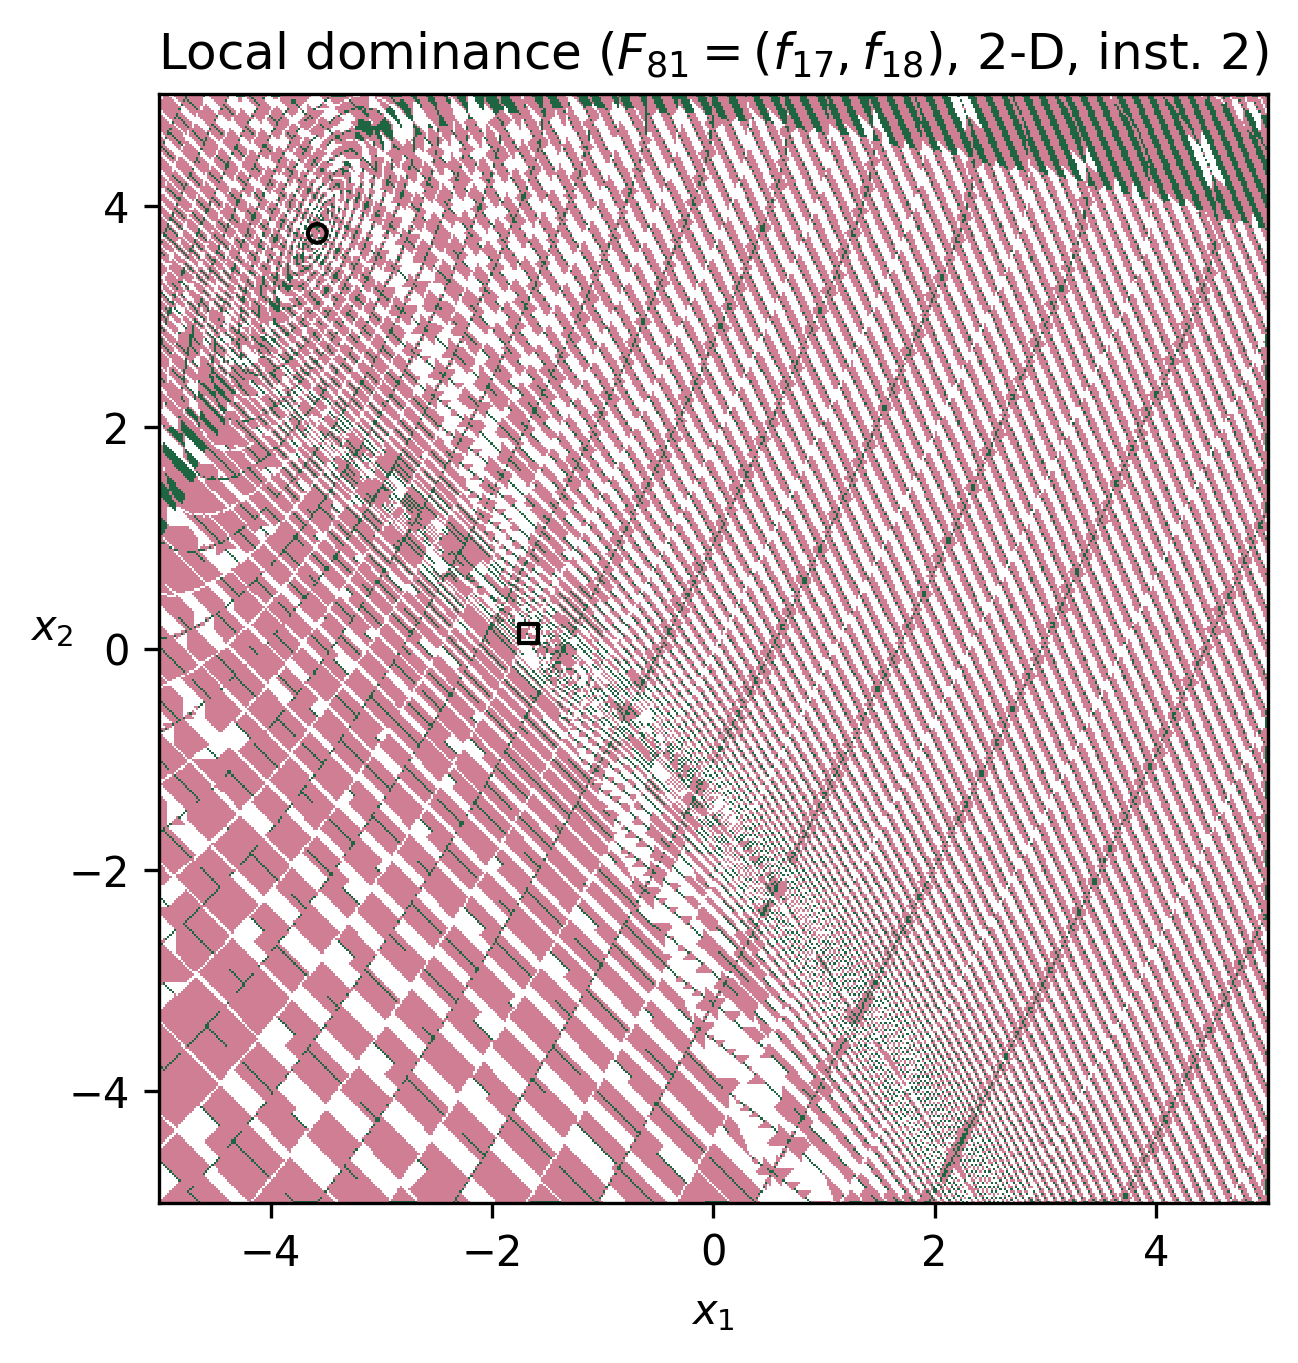 Local dominance (F₈₁ = (f₁₇, f₁₈), 2-D, inst. 2)
4
2
0
−2
−4
x₂
−4 −2 0 2 4
x₁